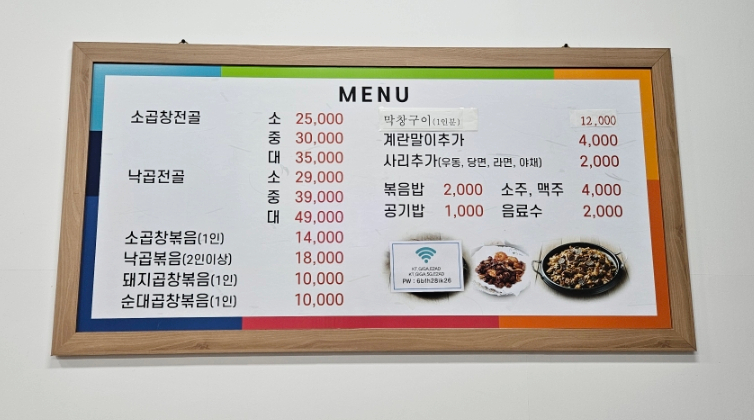 MENU
소곱창전골 소 25,000
중 30,000
대 35,000
낙곱전골 소 29,000
중 39,000
대 49,000
소곱창볶음(1인) 14,000
낙곱볶음(2인이상) 18,000
돼지곱창볶음(1인) 10,000
순대곱창볶음(1인) 10,000
막창구이(1인분) 12,000
계란말이추가 4,000
사리추가(우동, 당면, 라면, 야채) 2,000
볶음밥 2,000 소주, 맥주 4,000
공기밥 1,000 음료수 2,000
PW :